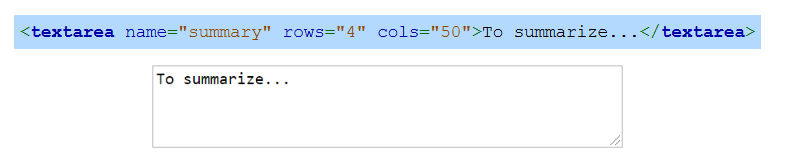 <textarea name="summary" rows="4" cols="50">To summarize...</textarea>
To summarize...